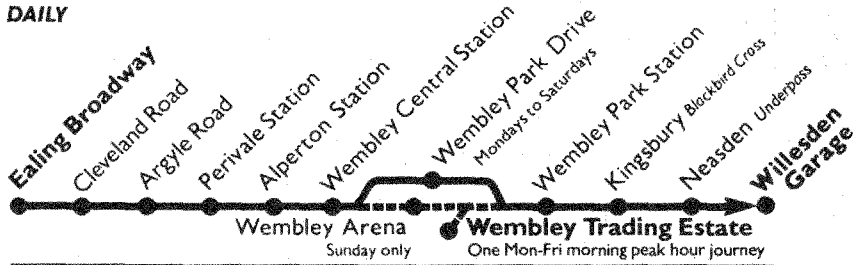 DAILY
Ealing Broadway
Cleveland Road
Argyle Road
Perivale Station
Alperton Station
Wembley Central Station
Wembley Park Drive
Mondays to Saturdays
Wembley Park Station
Kingsbury Blackbird Cross
Neasden Underpass
Willesden
Garage
Wembley Arena
Sunday only
Wembley Trading Estate
One Mon-Fri morning peak hour journey